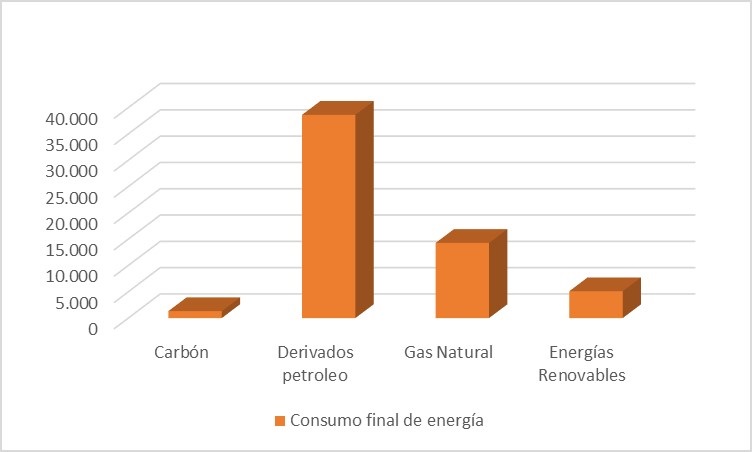 40.000
35.000
30.000
25.000
20.000
15.000
10.000
5.000
0
Carbón
Derivados
petroleo
Gas Natural
Energías
Renovables
Consumo final de energía